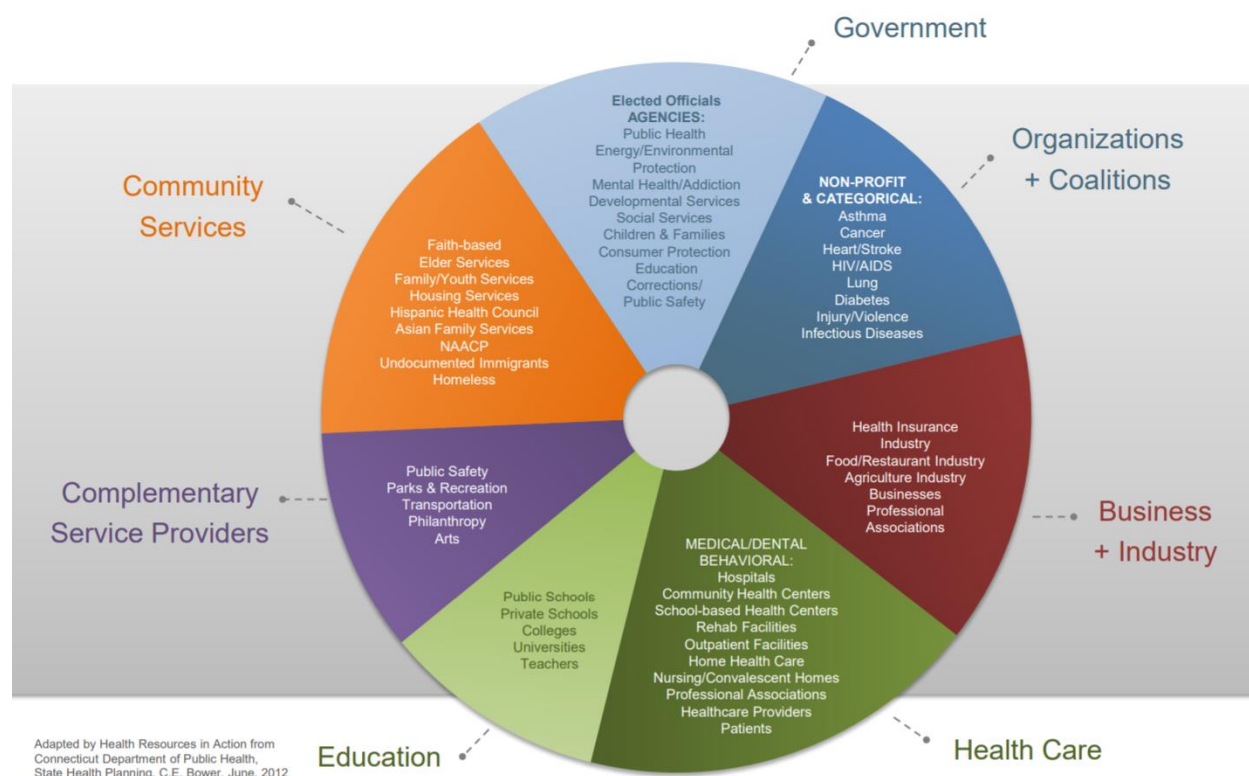 Government
Elected Officials
AGENCIES:
Public Health
Energy/Environmental
Protection
Mental Health/Addiction
Developmental Services
Social Services
Children & Families
Consumer Protection
Education
Corrections/
Public Safety
Organizations
+ Coalitions
NON-PROFIT
& CATEGORICAL:
Asthma
Cancer
Heart/Stroke
HIV/AIDS
Lung
Diabetes
Injury/Violence
Infectious Diseases
Business
+ Industry
Health Insurance
Industry
Food/Restaurant Industry
Agriculture Industry
Businesses
Professional
Associations
Health Care
MEDICAL/DENTAL
BEHAVIORAL:
Hospitals
Community Health Centers
School-based Health Centers
Rehab Facilities
Outpatient Facilities
Home Health Care
Nursing/Convalescent Homes
Professional Associations
Healthcare Providers
Patients
Education
Public Schools
Private Schools
Colleges
Universities
Teachers
Complementary
Service Providers
Public Safety
Parks & Recreation
Transportation
Philanthropy
Arts
Community
Services
Faith-based
Elder Services
Family/Youth Services
Housing Services
Hispanic Health Council
Asian Family Services
NAACP
Undocumented Immigrants
Homeless
Adapted by Health Resources in Action from
Connecticut Department of Public Health,
State Health Planning, C.E. Bower, June, 2012